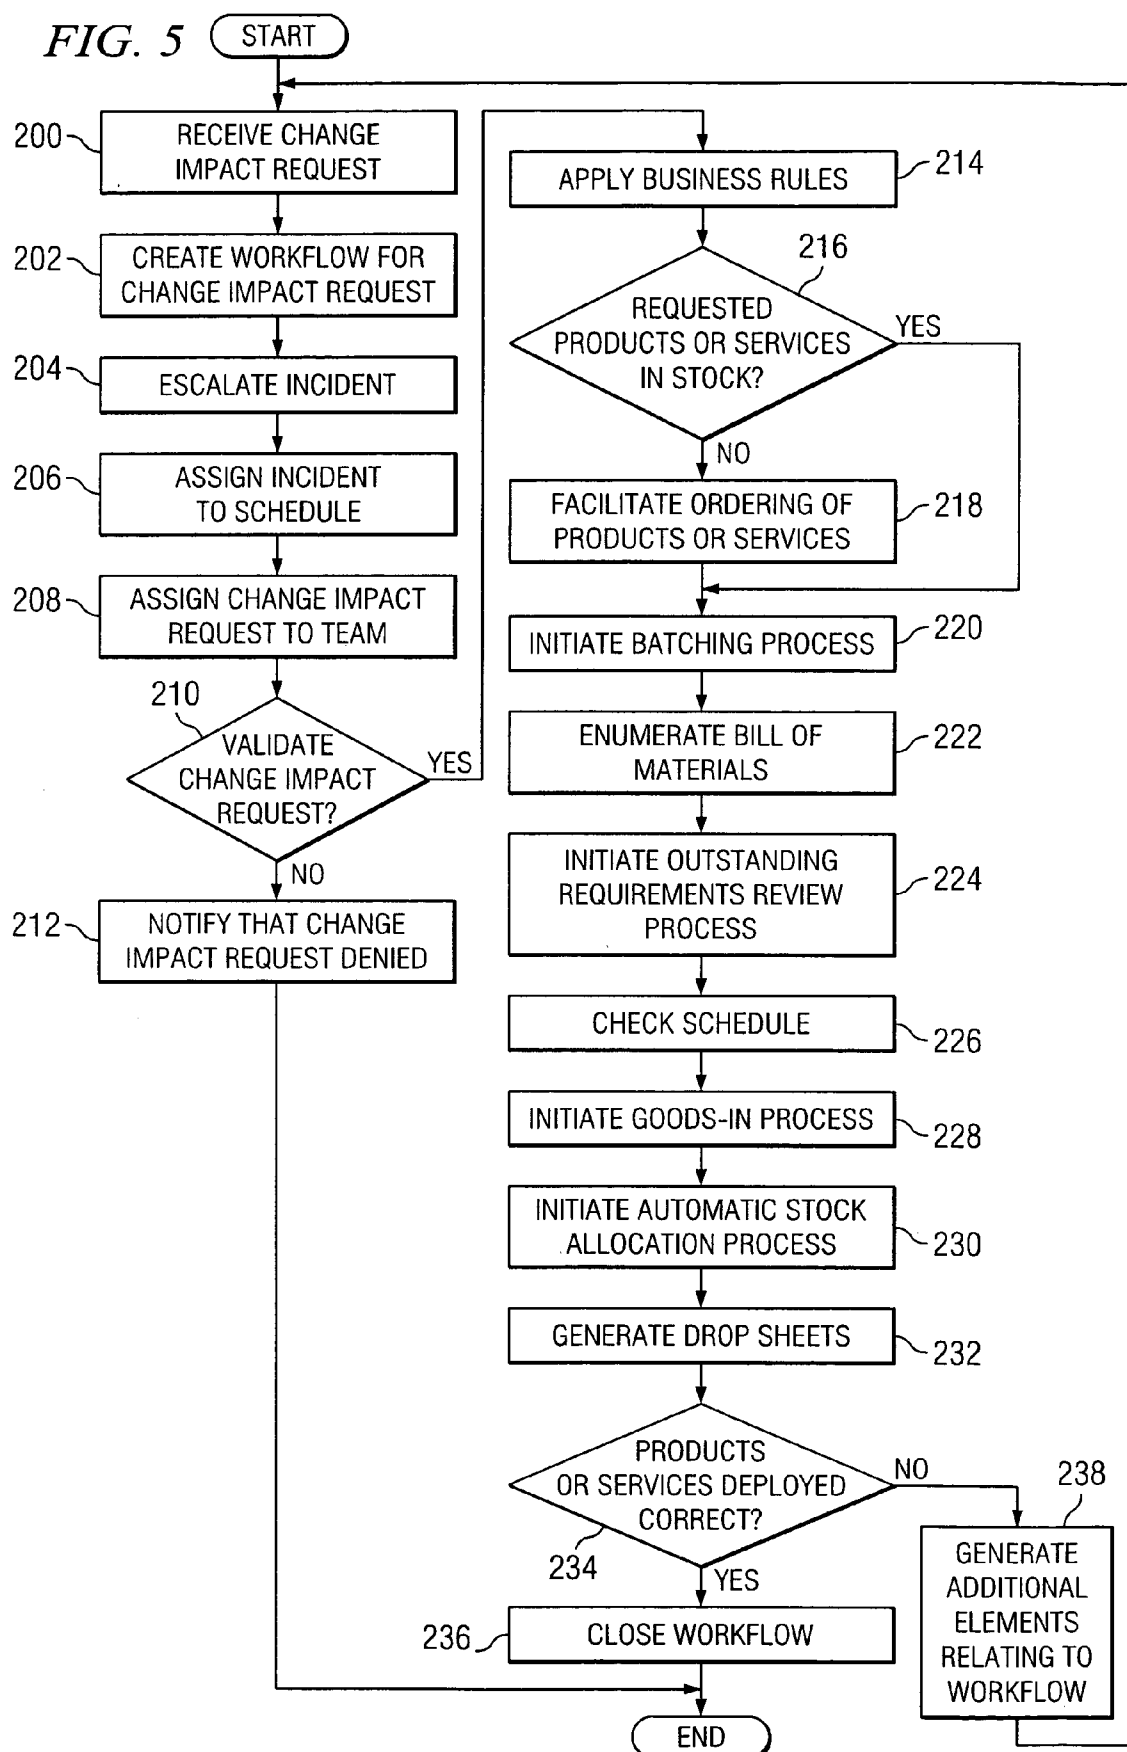 FIG. 5
START
200
RECEIVE CHANGE
IMPACT REQUEST
202
CREATE WORKFLOW FOR
CHANGE IMPACT REQUEST
204
ESCALATE INCIDENT
206
ASSIGN INCIDENT
TO SCHEDULE
208
ASSIGN CHANGE IMPACT
REQUEST TO TEAM
210
VALIDATE
CHANGE IMPACT
REQUEST?
YES
NO
212
NOTIFY THAT CHANGE
IMPACT REQUEST DENIED
APPLY BUSINESS RULES
214
216
REQUESTED
PRODUCTS OR SERVICES
IN STOCK?
YES
NO
FACILITATE ORDERING OF
PRODUCTS OR SERVICES
218
INITIATE BATCHING PROCESS
220
ENUMERATE BILL OF
MATERIALS
222
INITIATE OUTSTANDING
REQUIREMENTS REVIEW
PROCESS
224
CHECK SCHEDULE
226
INITIATE GOODS-IN PROCESS
228
INITIATE AUTOMATIC STOCK
ALLOCATION PROCESS
230
GENERATE DROP SHEETS
232
PRODUCTS
OR SERVICES DEPLOYED
CORRECT?
234
NO
YES
238
GENERATE
ADDITIONAL
ELEMENTS
RELATING TO
WORKFLOW
236
CLOSE WORKFLOW
END